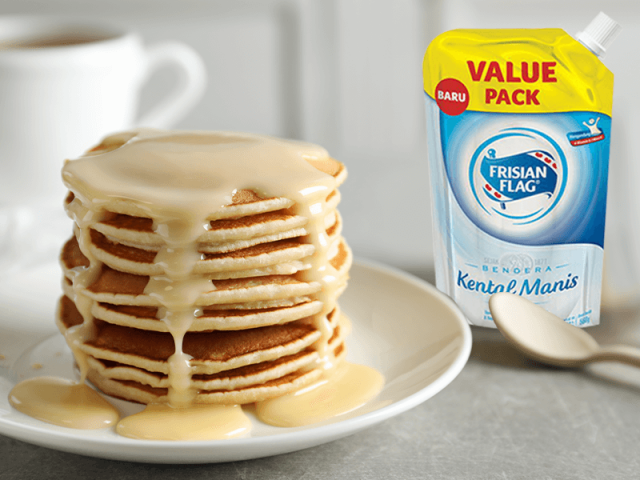 VALUE
PACK
BARU
FRISIAN
FLAG
BENDERA
Kental Manis